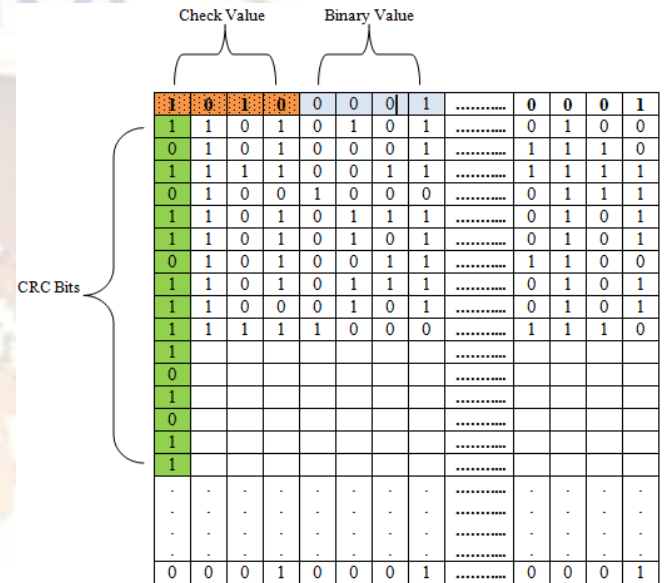 Check Value Binary Value
1 0 1 0 0 0 0 1 ........... 0 0 0 1
1 1 0 1 0 1 0 1 ........... 0 1 0 0
0 1 0 1 0 0 0 1 ........... 1 1 1 0
1 1 1 1 0 0 1 1 ........... 1 1 1 1
0 1 0 0 1 0 0 0 ........... 0 1 1 1
1 1 0 1 0 1 1 1 ........... 0 1 0 1
1 1 0 1 0 1 0 1 ........... 0 1 0 1
0 1 0 1 0 0 1 1 ........... 1 1 0 0
CRC Bits
1 1 0 1 0 1 1 1 ........... 0 1 0 1
1 1 0 0 0 1 0 1 ........... 0 1 0 1
1 1 1 1 1 0 0 0 ........... 1 1 1 0
1 ...........
0 ...........
1 ...........
0 ...........
1 ...........
1 ...........
. . . . . . . . ........... . . . .
. . . . . . . . ........... . . . .
. . . . . . . . ........... . . . .
. . . . . . . . ........... . . . .
0 0 0 1 0 0 0 1 ........... 0 0 0 1